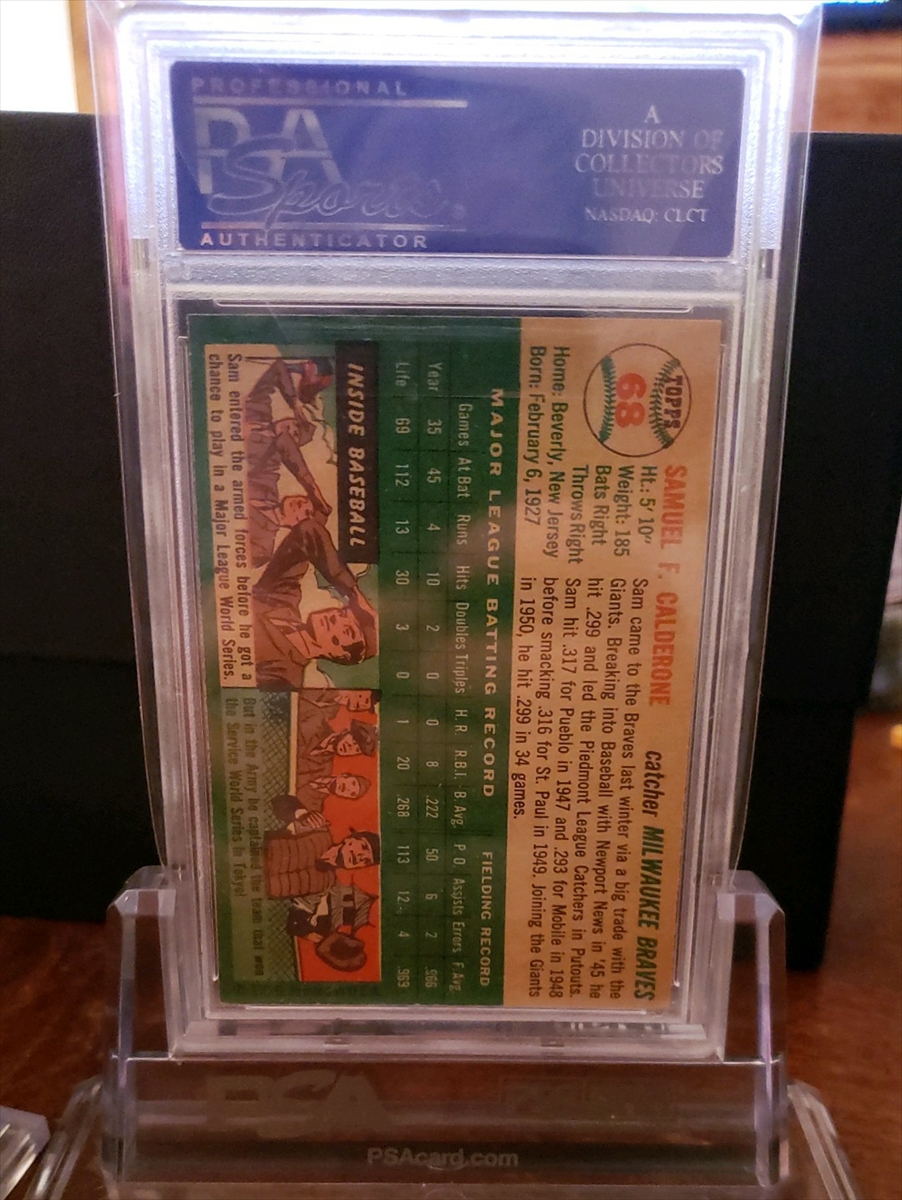 PROFESSIONAL
PSA
Sports
AUTHENTICATOR
A
DIVISION OF
COLLECTORS
UNIVERSE
NASDAQ: CLCT
TOPPS
68
SAMUEL F. CALDERONE
catcher MILWAUKEE BRAVES
Ht.: 5' 10"
Weight: 185
Bats Right
Throws Right
Home: Beverly, New Jersey
Born: February 6, 1927
Sam came to the Braves last winter via a big trade with the
Giants. Breaking into Baseball with Newport News in '45 he
hit .299 and led the Piedmont League Catchers in Putouts.
Sam hit .317 for Pueblo in 1947 and .293 for Mobile in 1948
before smacking .316 for St. Paul in 1949. Joining the Giants
in 1950, he hit .299 in 34 games.
MAJOR LEAGUE BATTING RECORD FIELDING RECORD
Games At Bat Runs Hits Doubles Triples H. R. R.B.I. B. Avg. P. O. Assists Errors F. Avg.
Year 35 45 4 10 2 0 0 8 .222 50 6 2 .966
Life 69 112 13 30 3 0 1 20 .268 113 12 4 .969
INSIDE BASEBALL
Sam entered the armed forces before he got a
chance to play in a Major League World Series.
But in the Army he captained the team that won
the Service World Series in Tokyo!
PSA
PSAcard.com